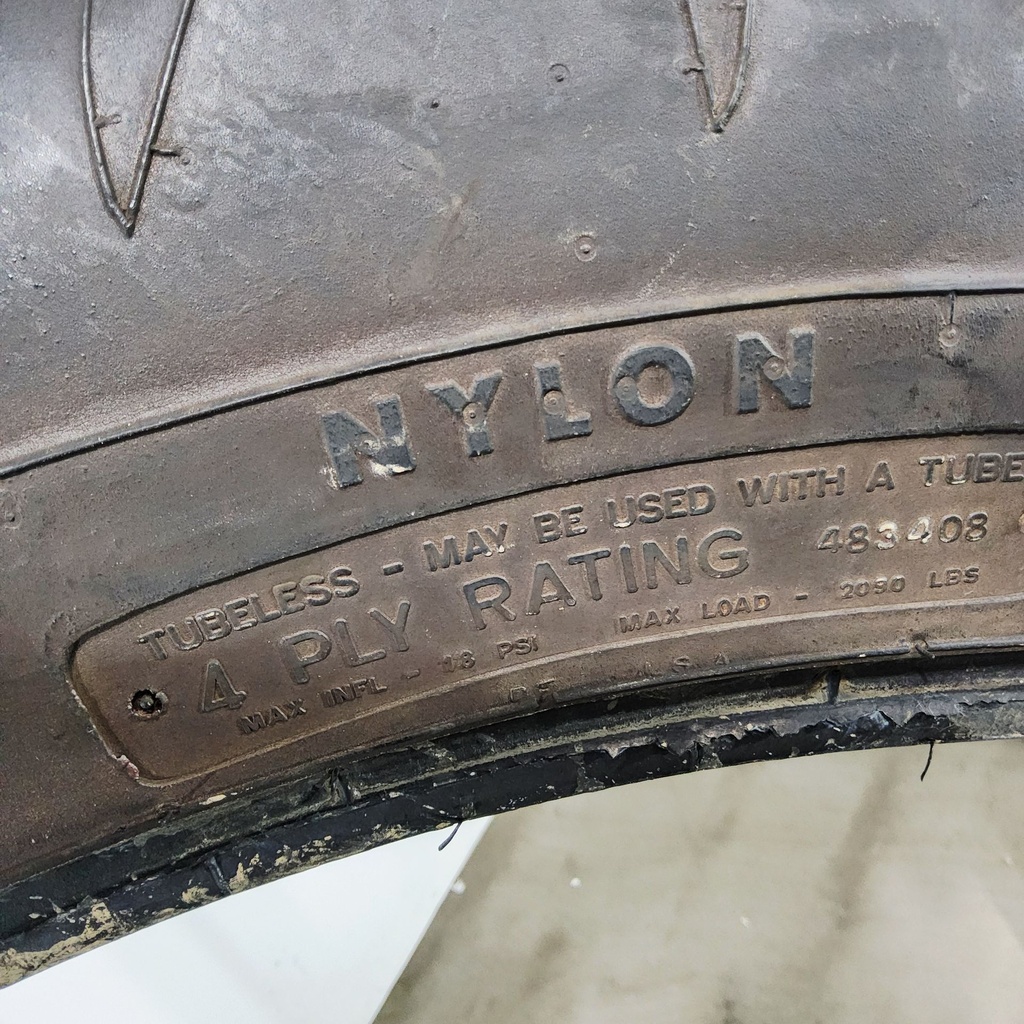 NYLON
TUBELESS - MAY BE USED WITH A TUBE
4 PLY RATING 483408
MAX INFL - 18 PSI MAX LOAD - 2090 LBS